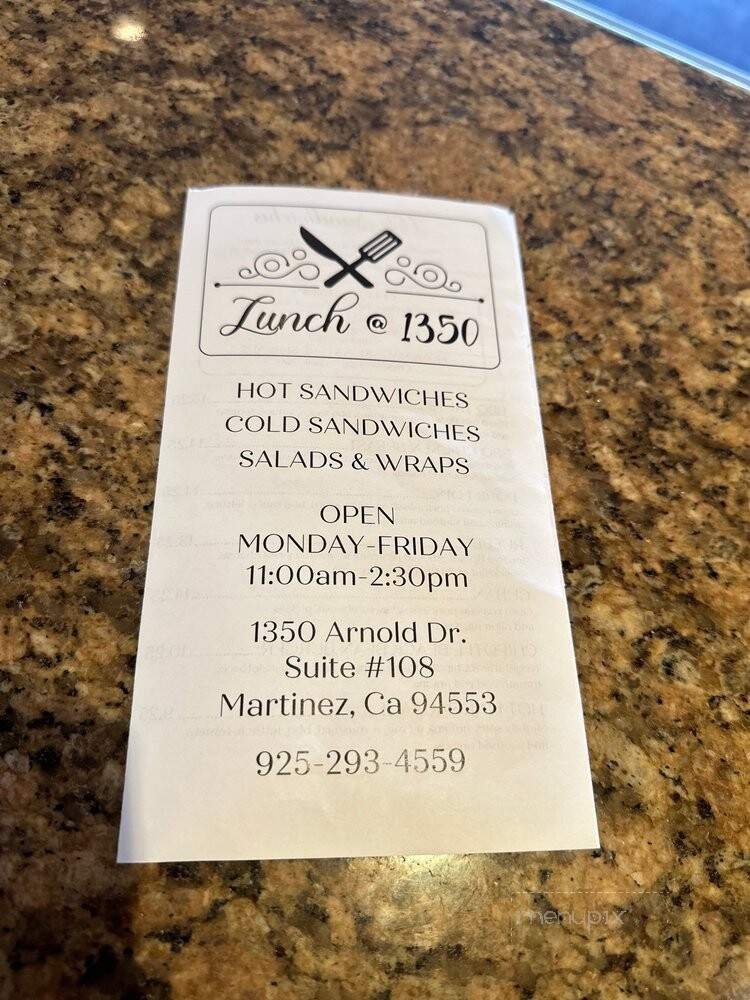 Lunch @ 1350
HOT SANDWICHES
COLD SANDWICHES
SALADS & WRAPS
OPEN
MONDAY-FRIDAY
11:00am-2:30pm
1350 Arnold Dr.
Suite #108
Martinez, Ca 94553
925-293-4559
menupix